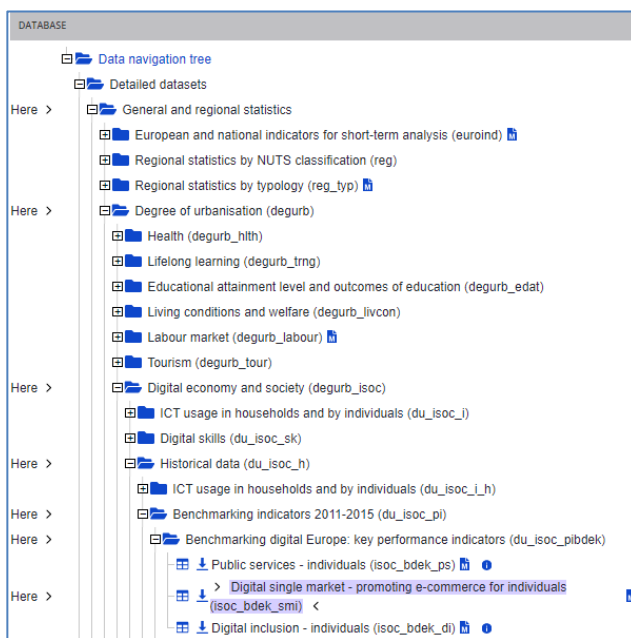 DATABASE
Data navigation tree
Detailed datasets
Here > General and regional statistics
European and national indicators for short-term analysis (euroind)
Regional statistics by NUTS classification (reg)
Regional statistics by typology (reg_typ)
Here > Degree of urbanisation (degurb)
Health (degurb_hlth)
Lifelong learning (degurb_trng)
Educational attainment level and outcomes of education (degurb_edat)
Living conditions and welfare (degurb_livcon)
Labour market (degurb_labour)
Tourism (degurb_tour)
Here > Digital economy and society (degurb_isoc)
ICT usage in households and by individuals (du_isoc_i)
Digital skills (du_isoc_sk)
Here > Historical data (du_isoc_h)
ICT usage in households and by individuals (du_isoc_i_h)
Here > Benchmarking indicators 2011-2015 (du_isoc_pi)
Here > Benchmarking digital Europe: key performance indicators (du_isoc_pibdek)
Public services - individuals (isoc_bdek_ps)
> Digital single market - promoting e-commerce for individuals
Here > (isoc_bdek_smi) <
Digital inclusion - individuals (isoc_bdek_di)